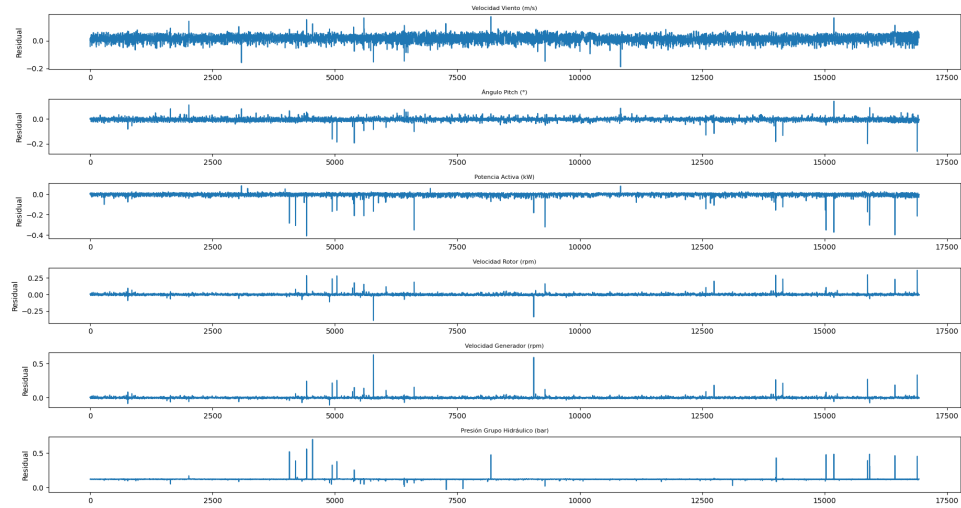 Velocidad Viento (m/s)
Residual
0.0
−0.2
0 2500 5000 7500 10000 12500 15000 17500
Ángulo Pitch (°)
Residual
0.0
−0.2
0 2500 5000 7500 10000 12500 15000 17500
Potencia Activa (kW)
Residual
0.0
−0.2
−0.4
0 2500 5000 7500 10000 12500 15000 17500
Velocidad Rotor (rpm)
Residual
0.25
0.00
−0.25
0 2500 5000 7500 10000 12500 15000 17500
Velocidad Generador (rpm)
Residual
0.5
0.0
0 2500 5000 7500 10000 12500 15000 17500
Presión Grupo Hidráulico (bar)
Residual
0.5
0.0
0 2500 5000 7500 10000 12500 15000 17500